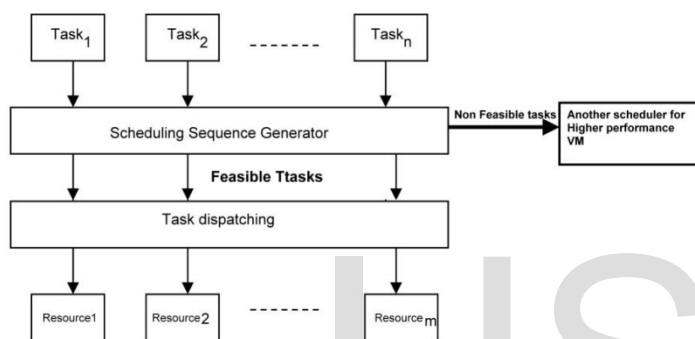 Task1 Task2 Taskn
Non Feasible tasks
Another scheduler for
Higher performance
VM
Scheduling Sequence Generator
Feasible Ttasks
Task dispatching
Resource1 Resource2 Resourcem